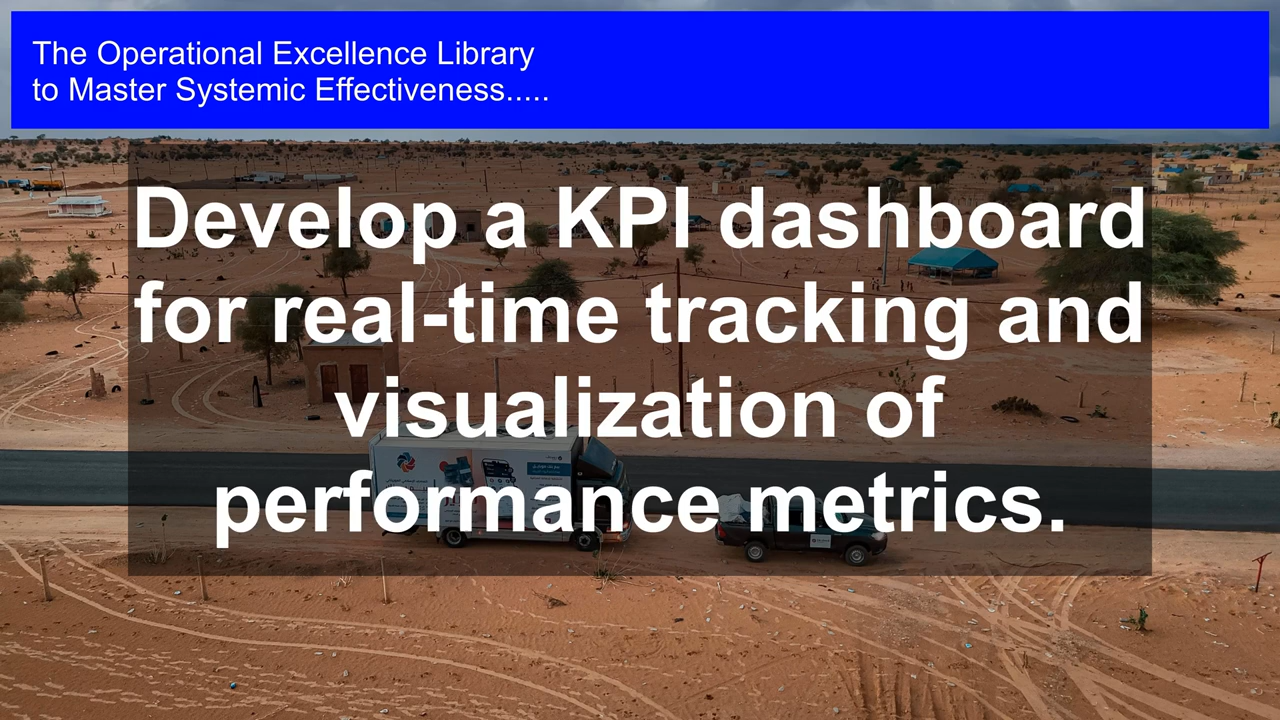 The Operational Excellence Library
to Master Systemic Effectiveness.....
Develop a KPI dashboard
for real-time tracking and
visualization of
performance metrics.